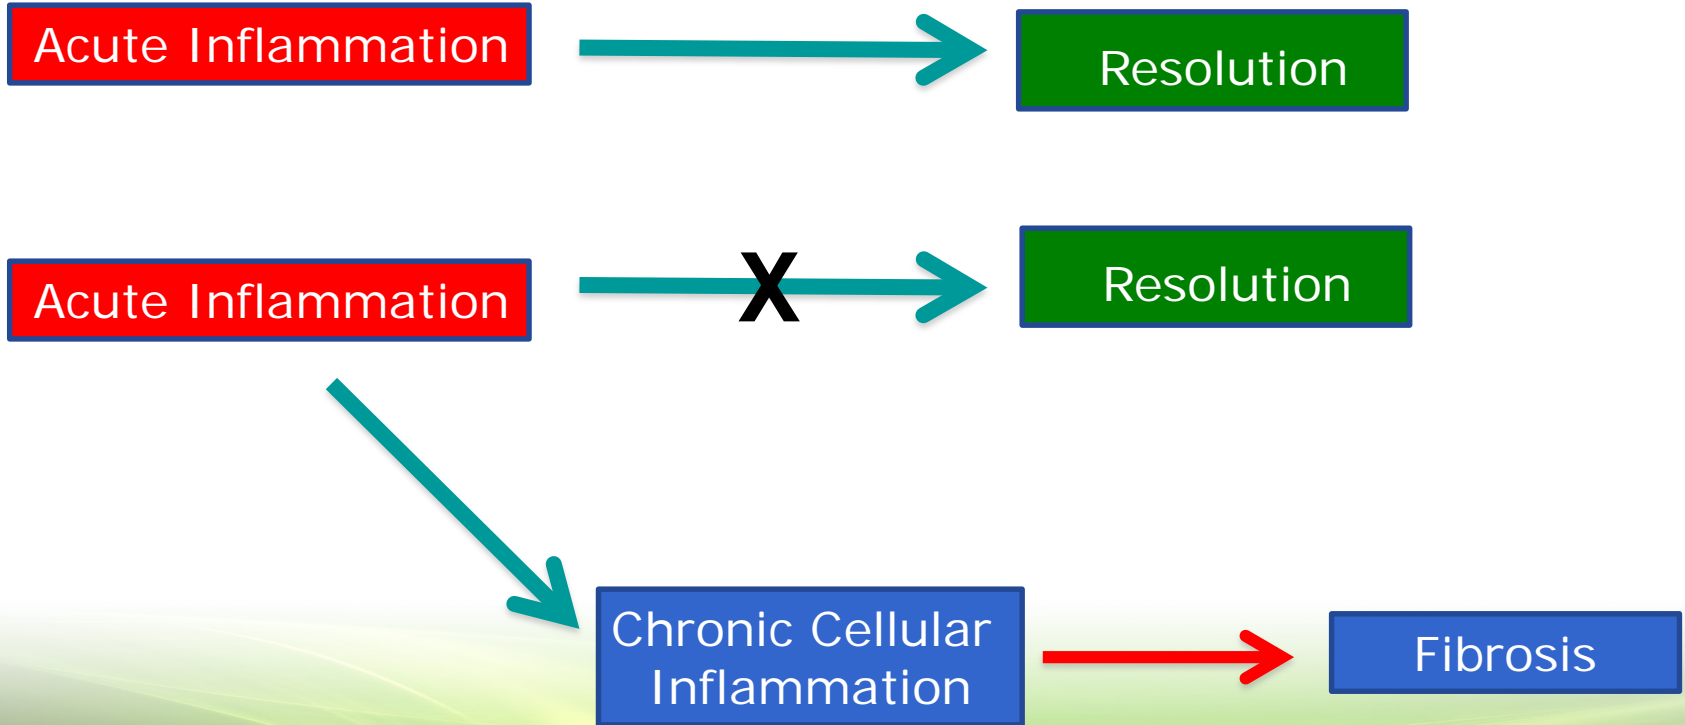 Acute Inflammation
Resolution
Acute Inflammation
X
Resolution
Chronic Cellular
Inflammation
Fibrosis